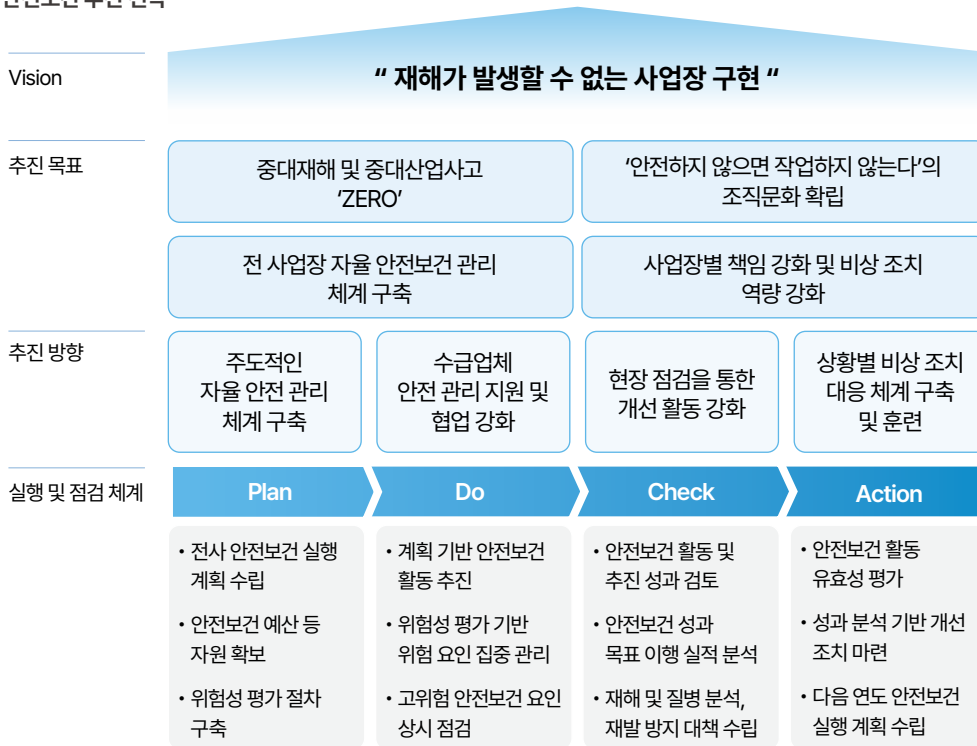 Vision
“ 재해가 발생할 수 없는 사업장 구현 “
추진 목표
중대재해 및 중대산업사고
‘ZERO’
‘안전하지 않으면 작업하지 않는다’의
조직문화 확립
전 사업장 자율 안전보건 관리
체계 구축
사업장별 책임 강화 및 비상 조치
역량 강화
추진 방향
주도적인
자율 안전 관리
체계 구축
수급업체
안전 관리 지원 및
협업 강화
현장 점검을 통한
개선 활동 강화
상황별 비상 조치
대응 체계 구축
및 훈련
실행 및 점검 체계
Plan
Do
Check
Action
• 전사 안전보건 실행
계획 수립
• 안전보건 예산 등
자원 확보
• 위험성 평가 절차
구축
• 계획 기반 안전보건
활동 추진
• 위험성 평가 기반
위험 요인 집중 관리
• 고위험 안전보건 요인
상시 점검
• 안전보건 활동 및
추진 성과 검토
• 안전보건 성과
목표 이행 실적 분석
• 재해 및 질병 분석,
재발 방지 대책 수립
• 안전보건 활동
유효성 평가
• 성과 분석 기반 개선
조치 마련
• 다음 연도 안전보건
실행 계획 수립